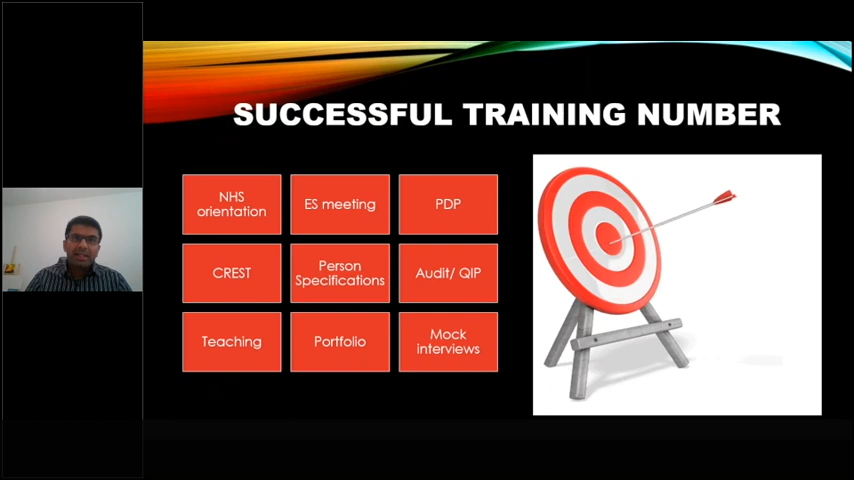 SUCCESSFUL TRAINING NUMBER
NHS
orientation
ES meeting
PDP
CREST
Person
Specifications
Audit/ QIP
Teaching
Portfolio
Mock
interviews